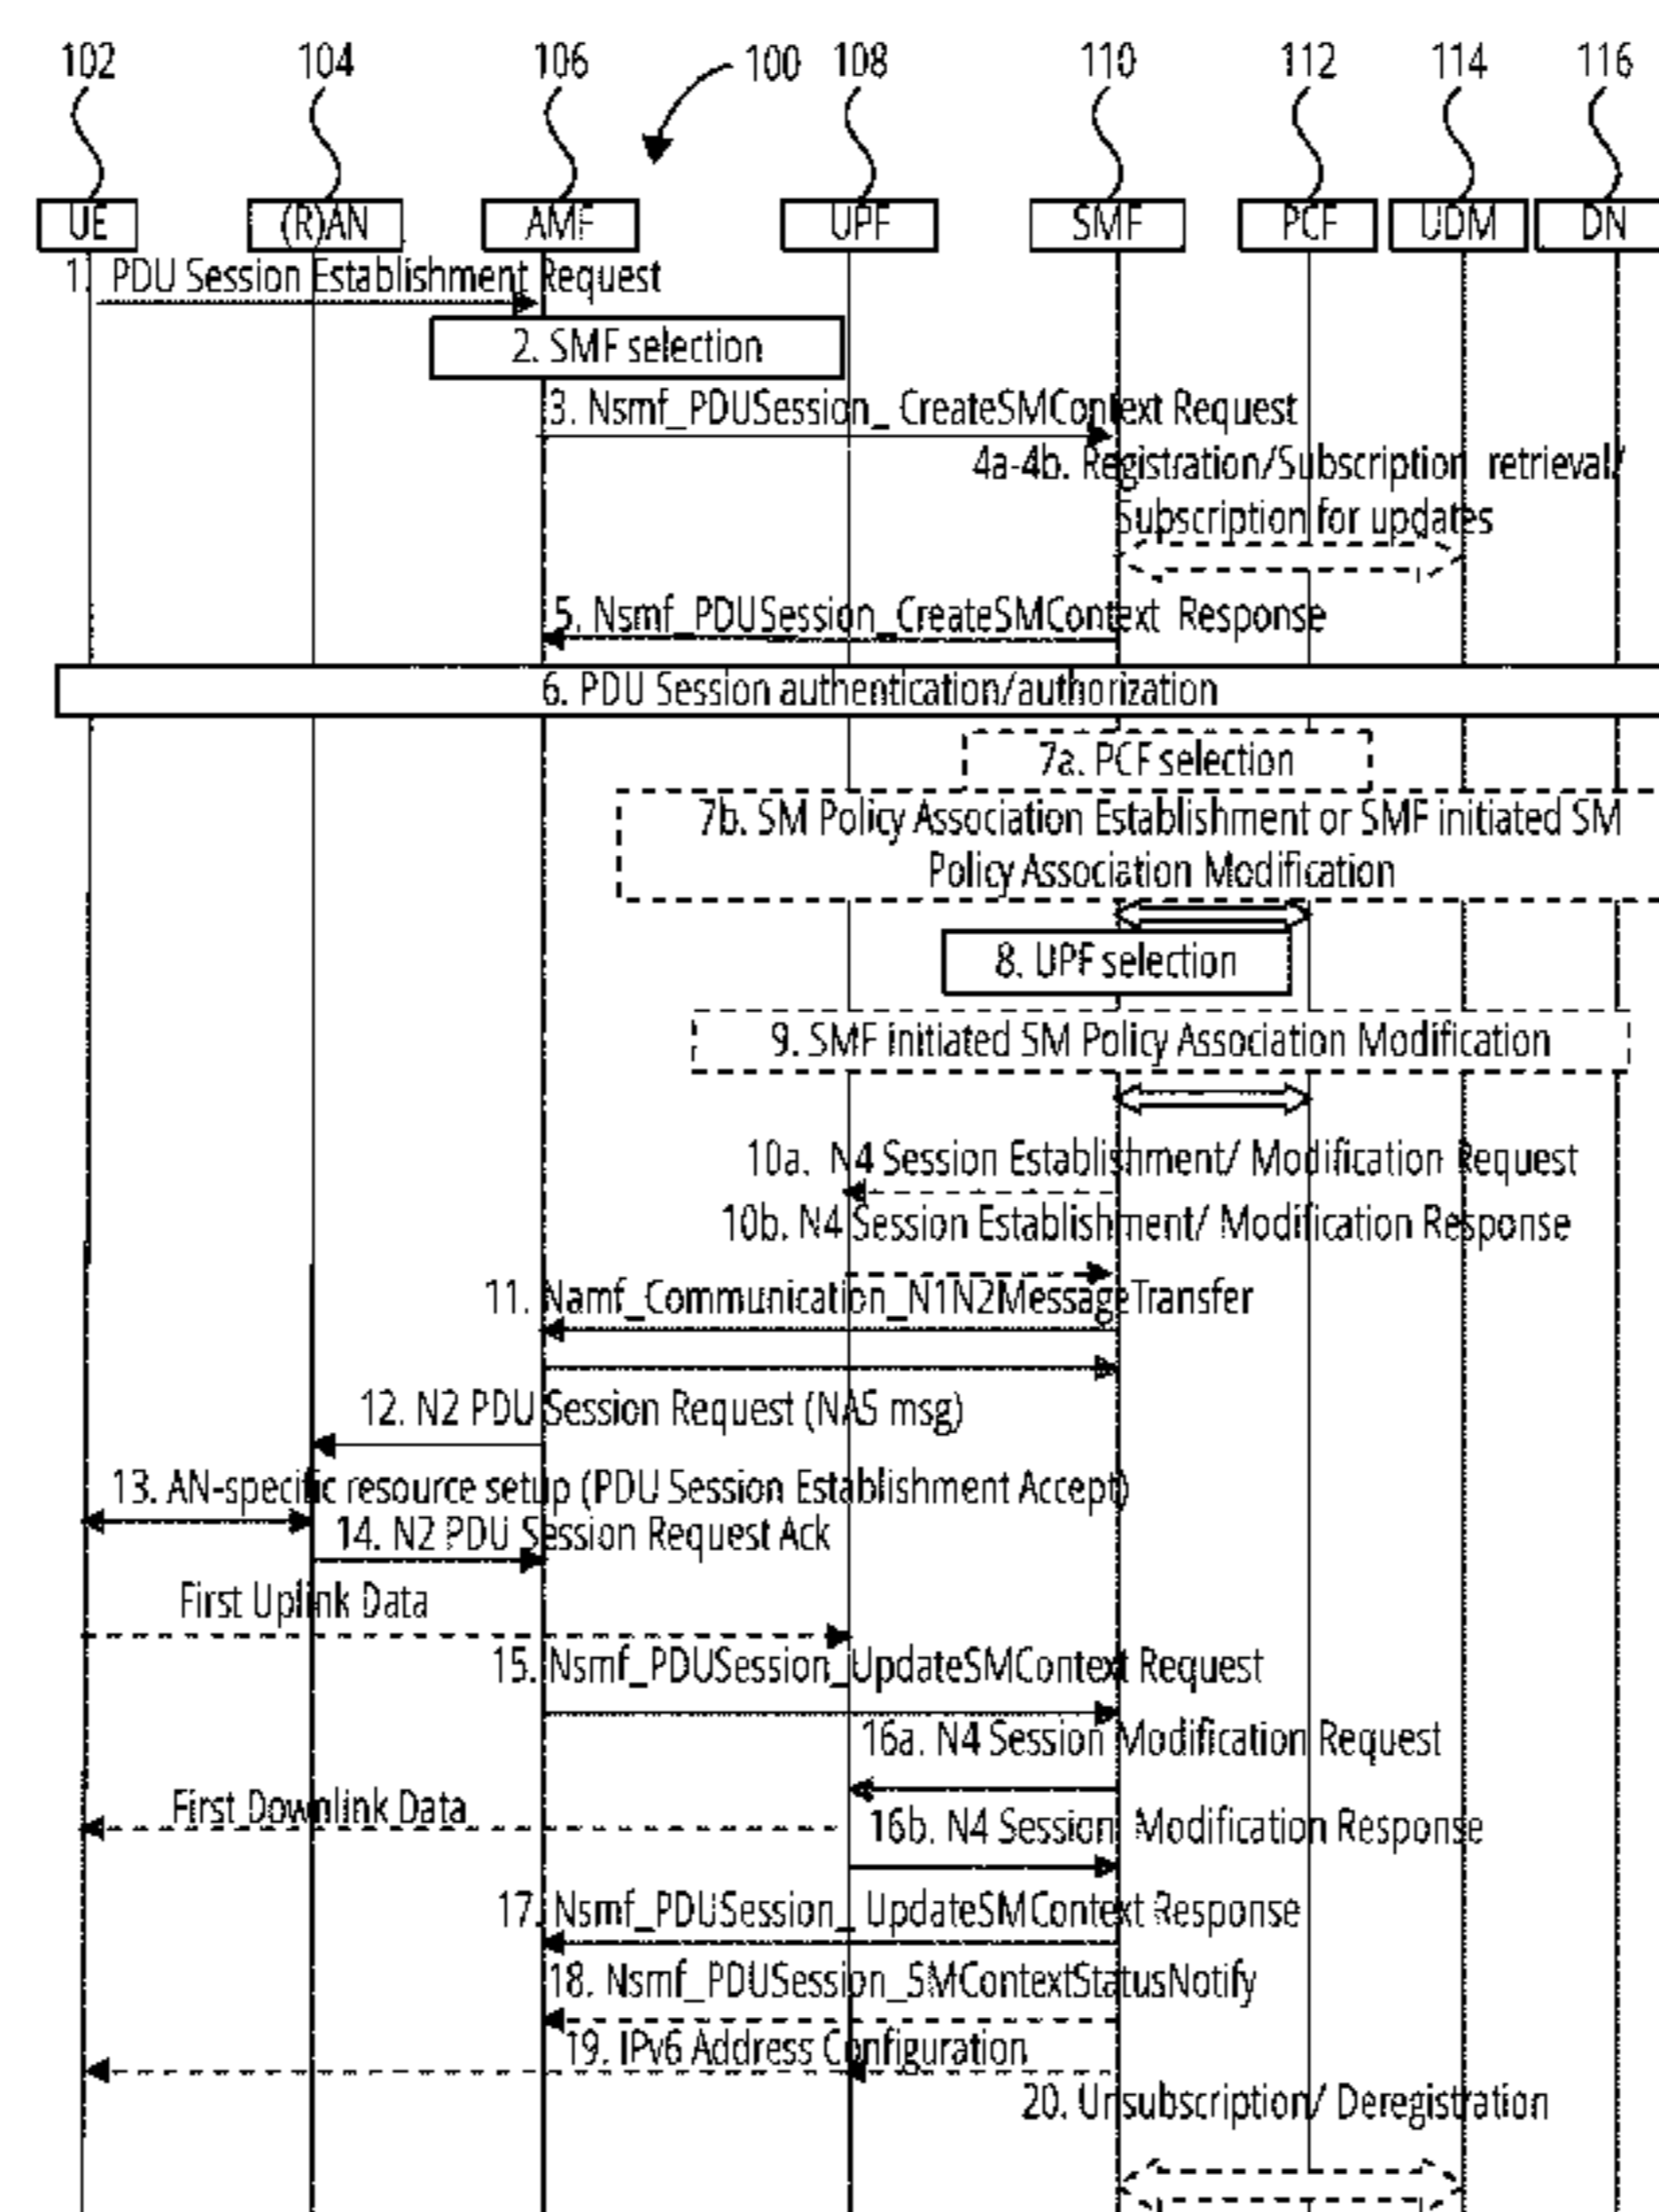 102 104 106 100 108 110 112 114 116
UE (R)AN AMF UPF SMF PCF UDM DN
1. PDU Session Establishment Request
2. SMF selection
3. Nsmf_PDUSession_ CreateSMContext Request
4a-4b. Registration/Subscription retrieval/
Subscription for updates
5. Nsmf_PDUSession_CreateSMContext Response
6. PDU Session authentication/authorization
7a. PCF selection
7b. SM Policy Association Establishment or SMF initiated SM
Policy Association Modification
8. UPF selection
9. SMF initiated SM Policy Association Modification
10a. N4 Session Establishment/ Modification Request
10b. N4 Session Establishment/ Modification Response
11. Namf_Communication_N1N2MessageTransfer
12. N2 PDU Session Request (NAS msg)
13. AN-specific resource setup (PDU Session Establishment Accept)
14. N2 PDU Session Request Ack
First Uplink Data
15. Nsmf_PDUSession_UpdateSMContext Request
16a. N4 Session Modification Request
First Downlink Data
16b. N4 Session Modification Response
17. Nsmf_PDUSession_ UpdateSMContext Response
18. Nsmf_PDUSession_SMContextStatusNotify
19. IPv6 Address Configuration
20. Unsubscription/ Deregistration